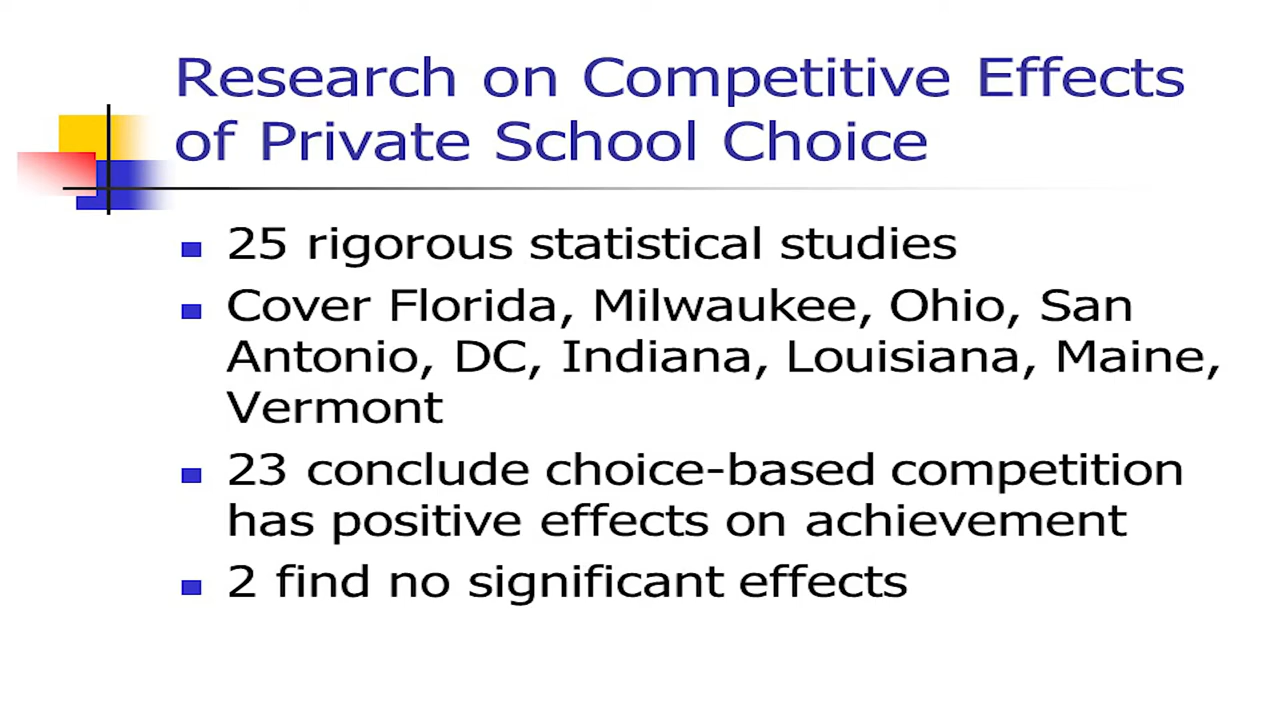 Research on Competitive Effects
of Private School Choice
25 rigorous statistical studies
Cover Florida, Milwaukee, Ohio, San
Antonio, DC, Indiana, Louisiana, Maine,
Vermont
23 conclude choice-based competition
has positive effects on achievement
2 find no significant effects